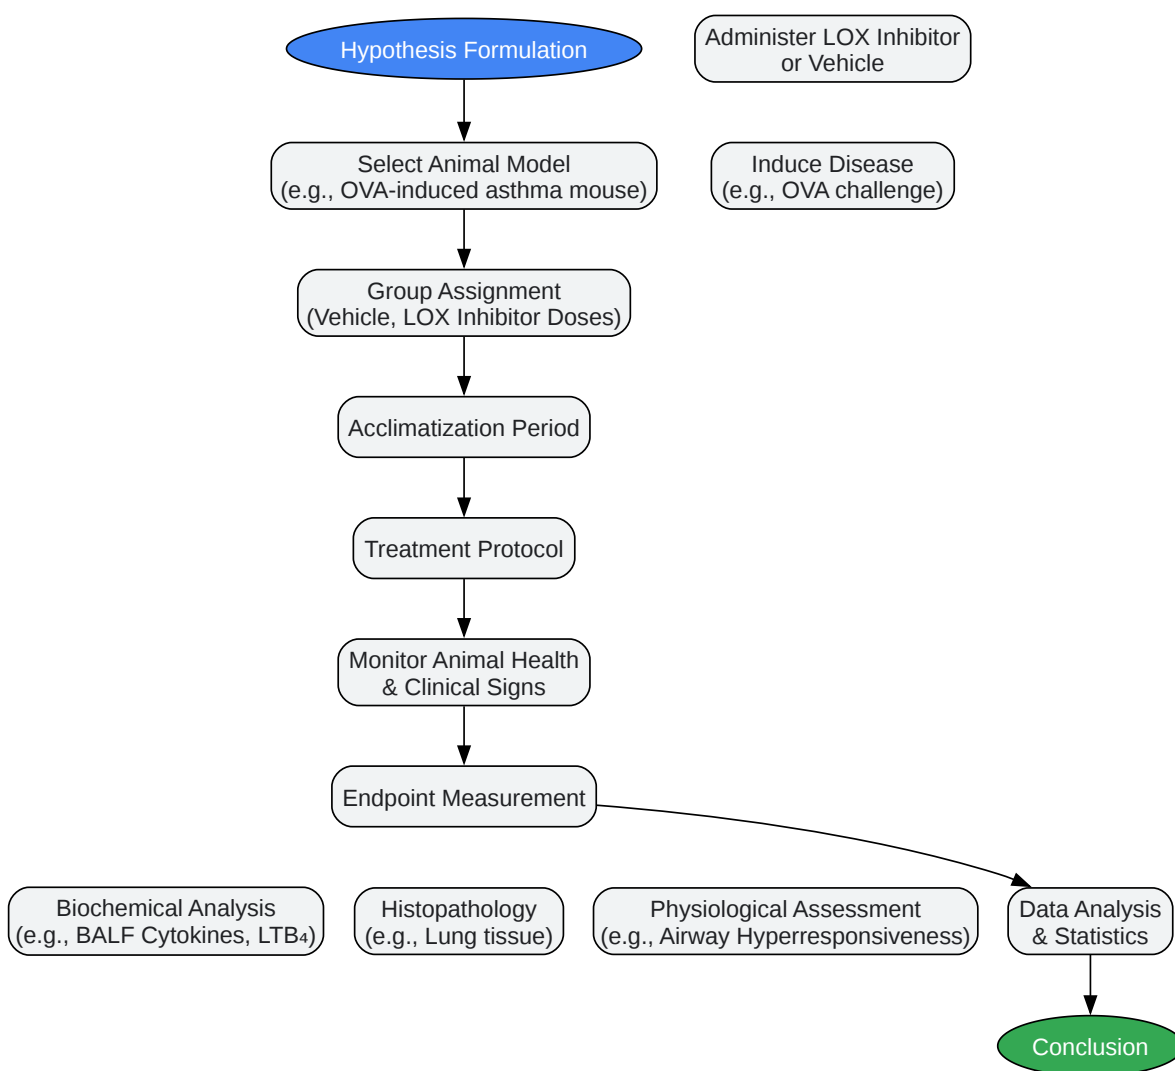 Hypothesis Formulation
Administer LOX Inhibitor
or Vehicle
Select Animal Model
(e.g., OVA-induced asthma mouse)
Induce Disease
(e.g., OVA challenge)
Group Assignment
(Vehicle, LOX Inhibitor Doses)
Acclimatization Period
Treatment Protocol
Monitor Animal Health
& Clinical Signs
Endpoint Measurement
Biochemical Analysis
(e.g., BALF Cytokines, LTB₄)
Histopathology
(e.g., Lung tissue)
Physiological Assessment
(e.g., Airway Hyperresponsiveness)
Data Analysis
& Statistics
Conclusion